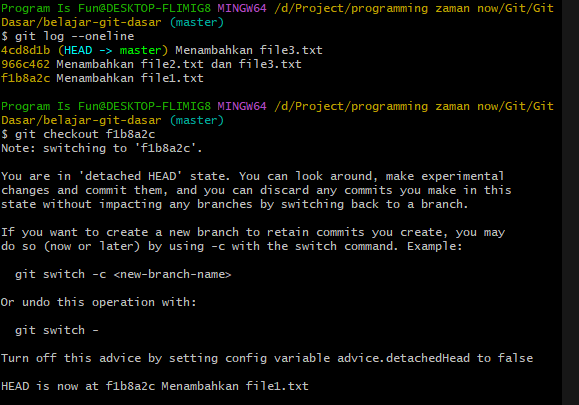 Program Is Fun@DESKTOP-FLIMIG8 MINGW64 /d/Project/programming zaman now/Git/Git
Dasar/belajar-git-dasar (master)
$ git log --oneline
4cd8d1b (HEAD -> master) Menambahkan file3.txt
966c462 Menambahkan file2.txt dan file3.txt
f1b8a2c Menambahkan file1.txt
Program Is Fun@DESKTOP-FLIMIG8 MINGW64 /d/Project/programming zaman now/Git/Git
Dasar/belajar-git-dasar (master)
$ git checkout f1b8a2c
Note: switching to 'f1b8a2c'.
You are in 'detached HEAD' state. You can look around, make experimental
changes and commit them, and you can discard any commits you make in this
state without impacting any branches by switching back to a branch.
If you want to create a new branch to retain commits you create, you may
do so (now or later) by using -c with the switch command. Example:
git switch -c <new-branch-name>
Or undo this operation with:
git switch -
Turn off this advice by setting config variable advice.detachedHead to false
HEAD is now at f1b8a2c Menambahkan file1.txt